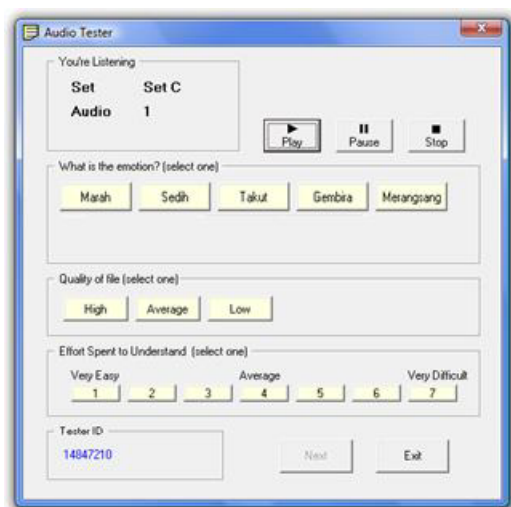 Audio Tester
You're Listening
Set Set C
Audio 1
Play Pause Stop
What is the emotion? (select one)
Marah Sedih Takut Gembira Merangsang
Quality of file (select one)
High Average Low
Effort Spent to Understand (select one)
Very Easy Average Very Difficult
1 2 3 4 5 6 7
Tester ID
14847210
Next Exit